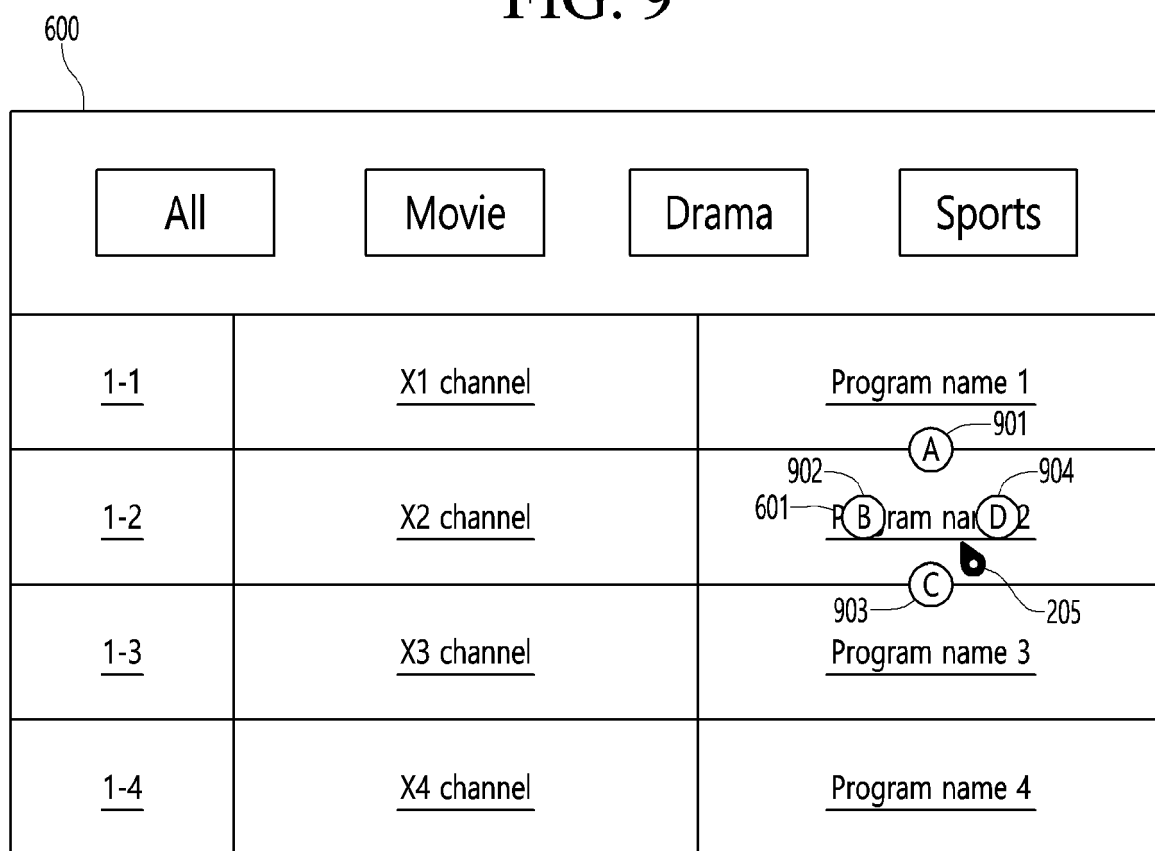 FIG. 9
600
All Movie Drama Sports
1-1 X1 channel Program name 1
A 901
902 904
1-2 X2 channel 601 P B ram nar D 2
C
903 205
1-3 X3 channel Program name 3
1-4 X4 channel Program name 4